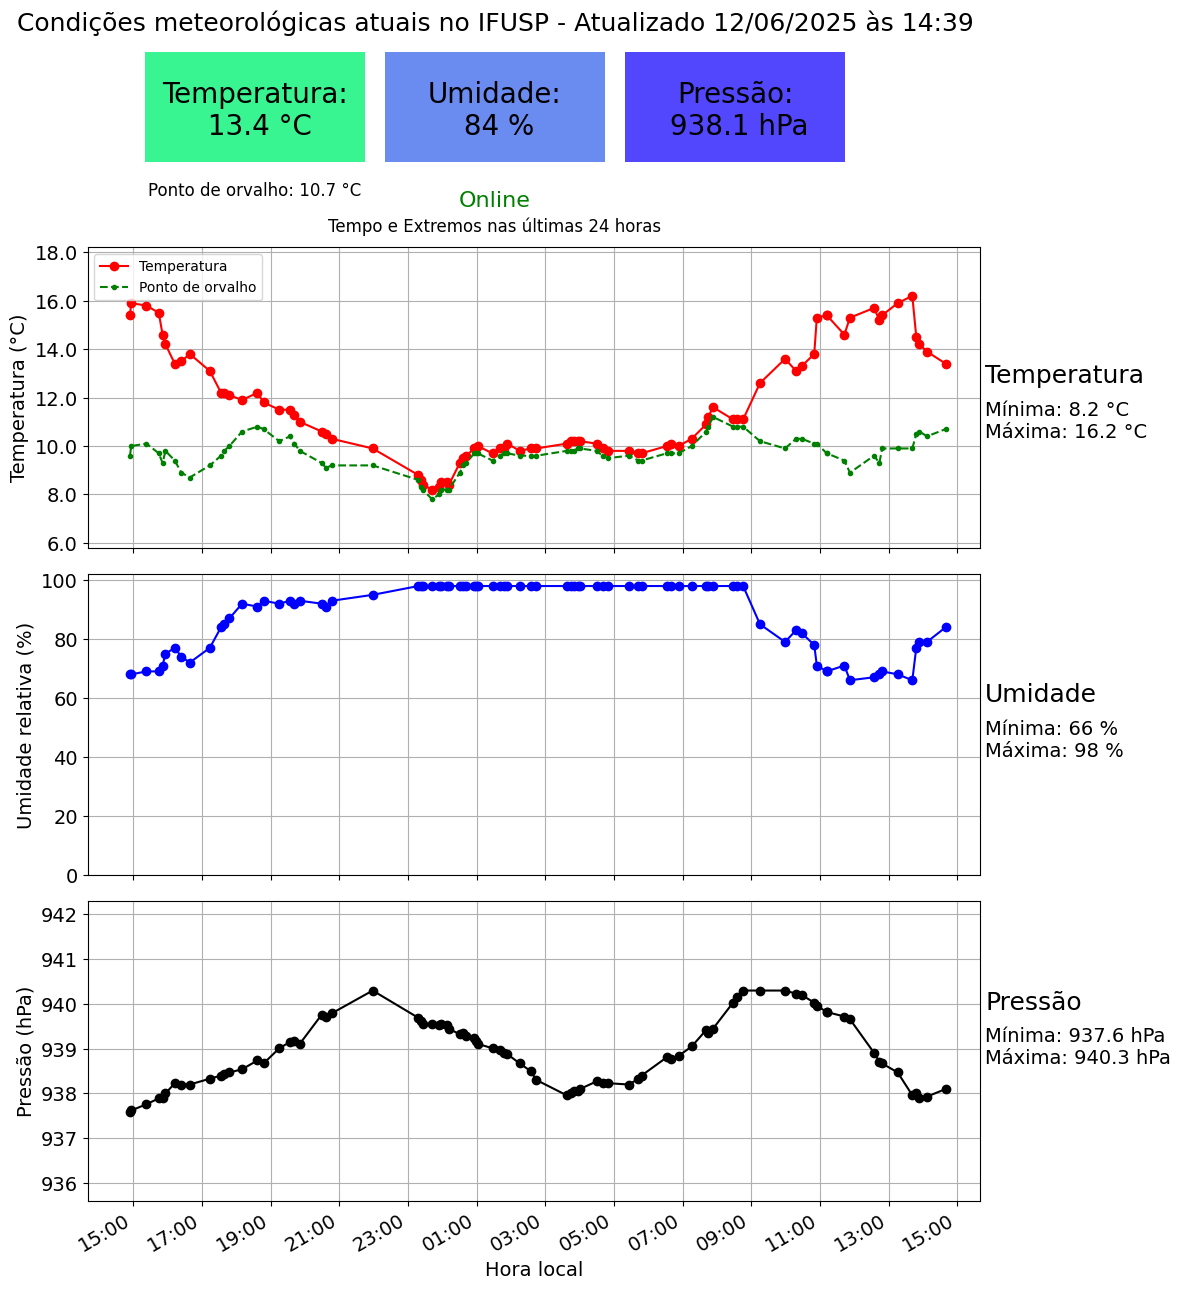 Condições meteorológicas atuais no IFUSP - Atualizado 12/06/2025 às 14:39
Temperatura:
13.4 °C
Umidade:
84 %
Pressão:
938.1 hPa
Ponto de orvalho: 10.7 °C
Online
Tempo e Extremos nas últimas 24 horas
Temperatura (°C)
18.0
16.0
14.0
12.0
10.0
8.0
6.0
Temperatura
Ponto de orvalho
Temperatura
Mínima: 8.2 °C
Máxima: 16.2 °C
Umidade relativa (%)
100
80
60
40
20
0
Umidade
Mínima: 66 %
Máxima: 98 %
Pressão (hPa)
942
941
940
939
938
937
936
Pressão
Mínima: 937.6 hPa
Máxima: 940.3 hPa
15:00 17:00 19:00 21:00 23:00 01:00 03:00 05:00 07:00 09:00 11:00 13:00 15:00
Hora local